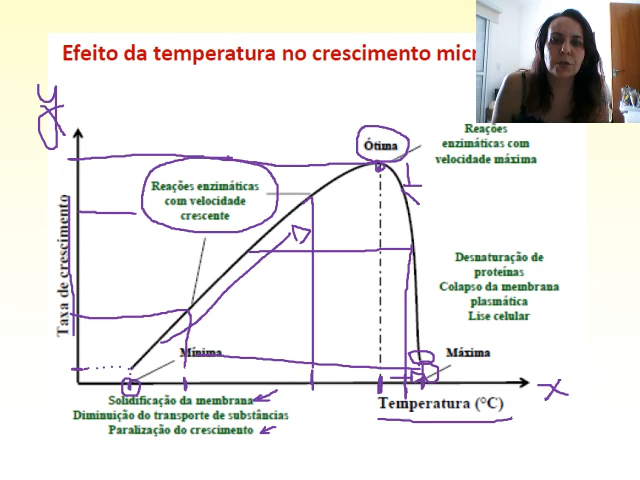 Efeito da temperatura no crescimento micr
y
Ótima
Reações
enzimáticas com
velocidade máxima
Reações enzimáticas
com velocidade
crescente
Taxa de crescimento
Desnaturação de
proteínas
Colapso da membrana
plasmática
Lise celular
Mínima
Máxima
x
Solidificação da membrana
Diminuição do transporte de substâncias
Paralização do crescimento
Temperatura (°C)